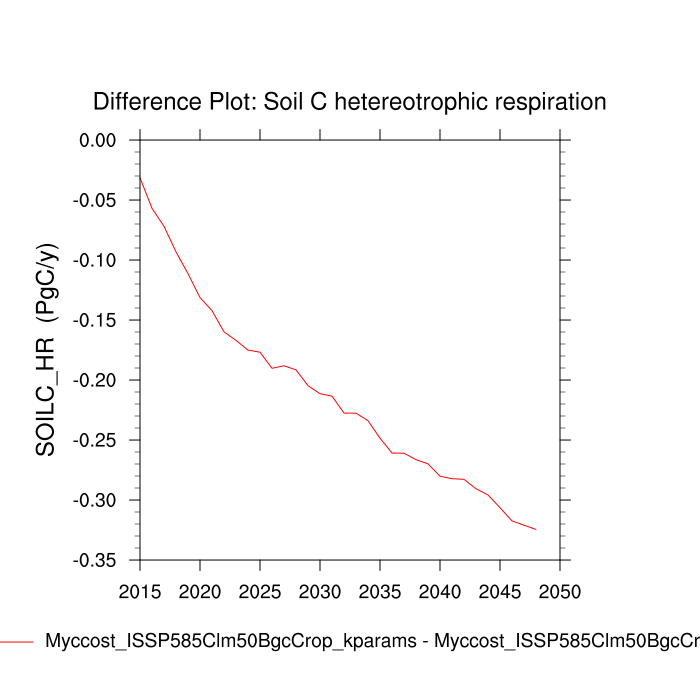 Difference Plot: Soil C hetereotrophic respiration
0.00
-0.05
-0.10
-0.15
-0.20
-0.25
-0.30
-0.35
SOILC_HR (PgC/y)
2015 2020 2025 2030 2035 2040 2045 2050
Myccost_ISSP585Clm50BgcCrop_kparams - Myccost_ISSP585Clm50BgcCr